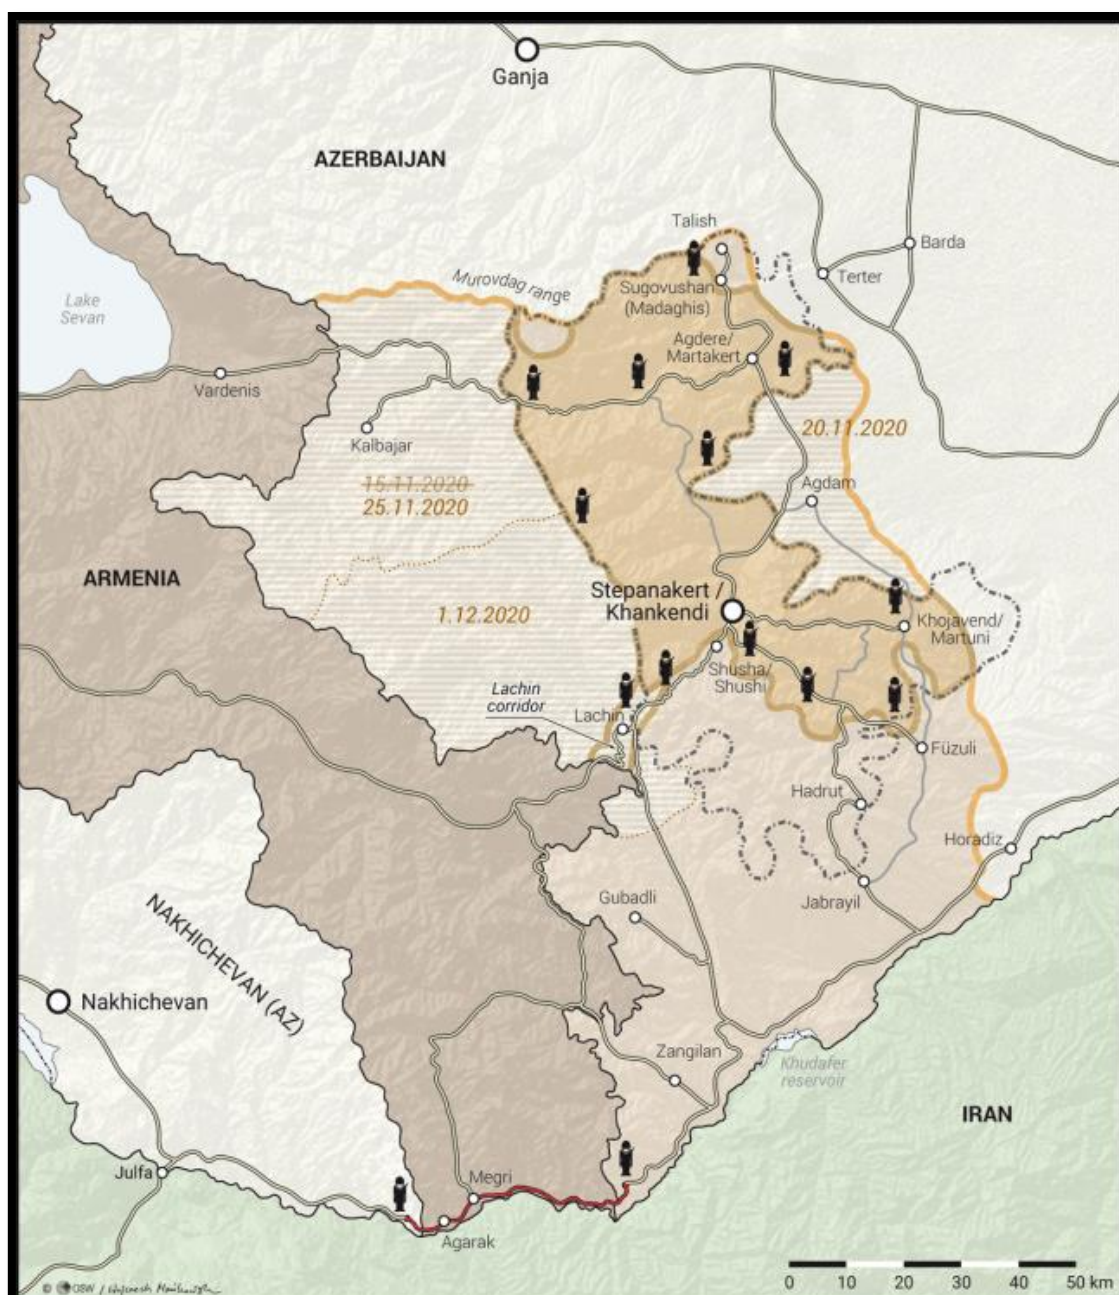 Ganja
AZERBAIJAN
Talish
Barda
Murovdag range
Sugovushan
(Madaghis)
Terter
Lake
Sevan
Agdere/
Martakert
Vardenis
Kalbajar
20.11.2020
15.11.2020
25.11.2020
Agdam
ARMENIA
Stepanakert /
Khankendi
1.12.2020
Khojavend/
Martuni
Shusha/
Shushi
Lachin
corridor
Lachin
Füzuli
Hadrut
Horadiz
Gubadli
Jabrayil
NAKHICHEVAN (AZ)
Nakhichevan
Zangilan
Khudafer
reservoir
IRAN
Julfa
Megri
Agarak
0 10 20 30 40 50 km
© OSW /